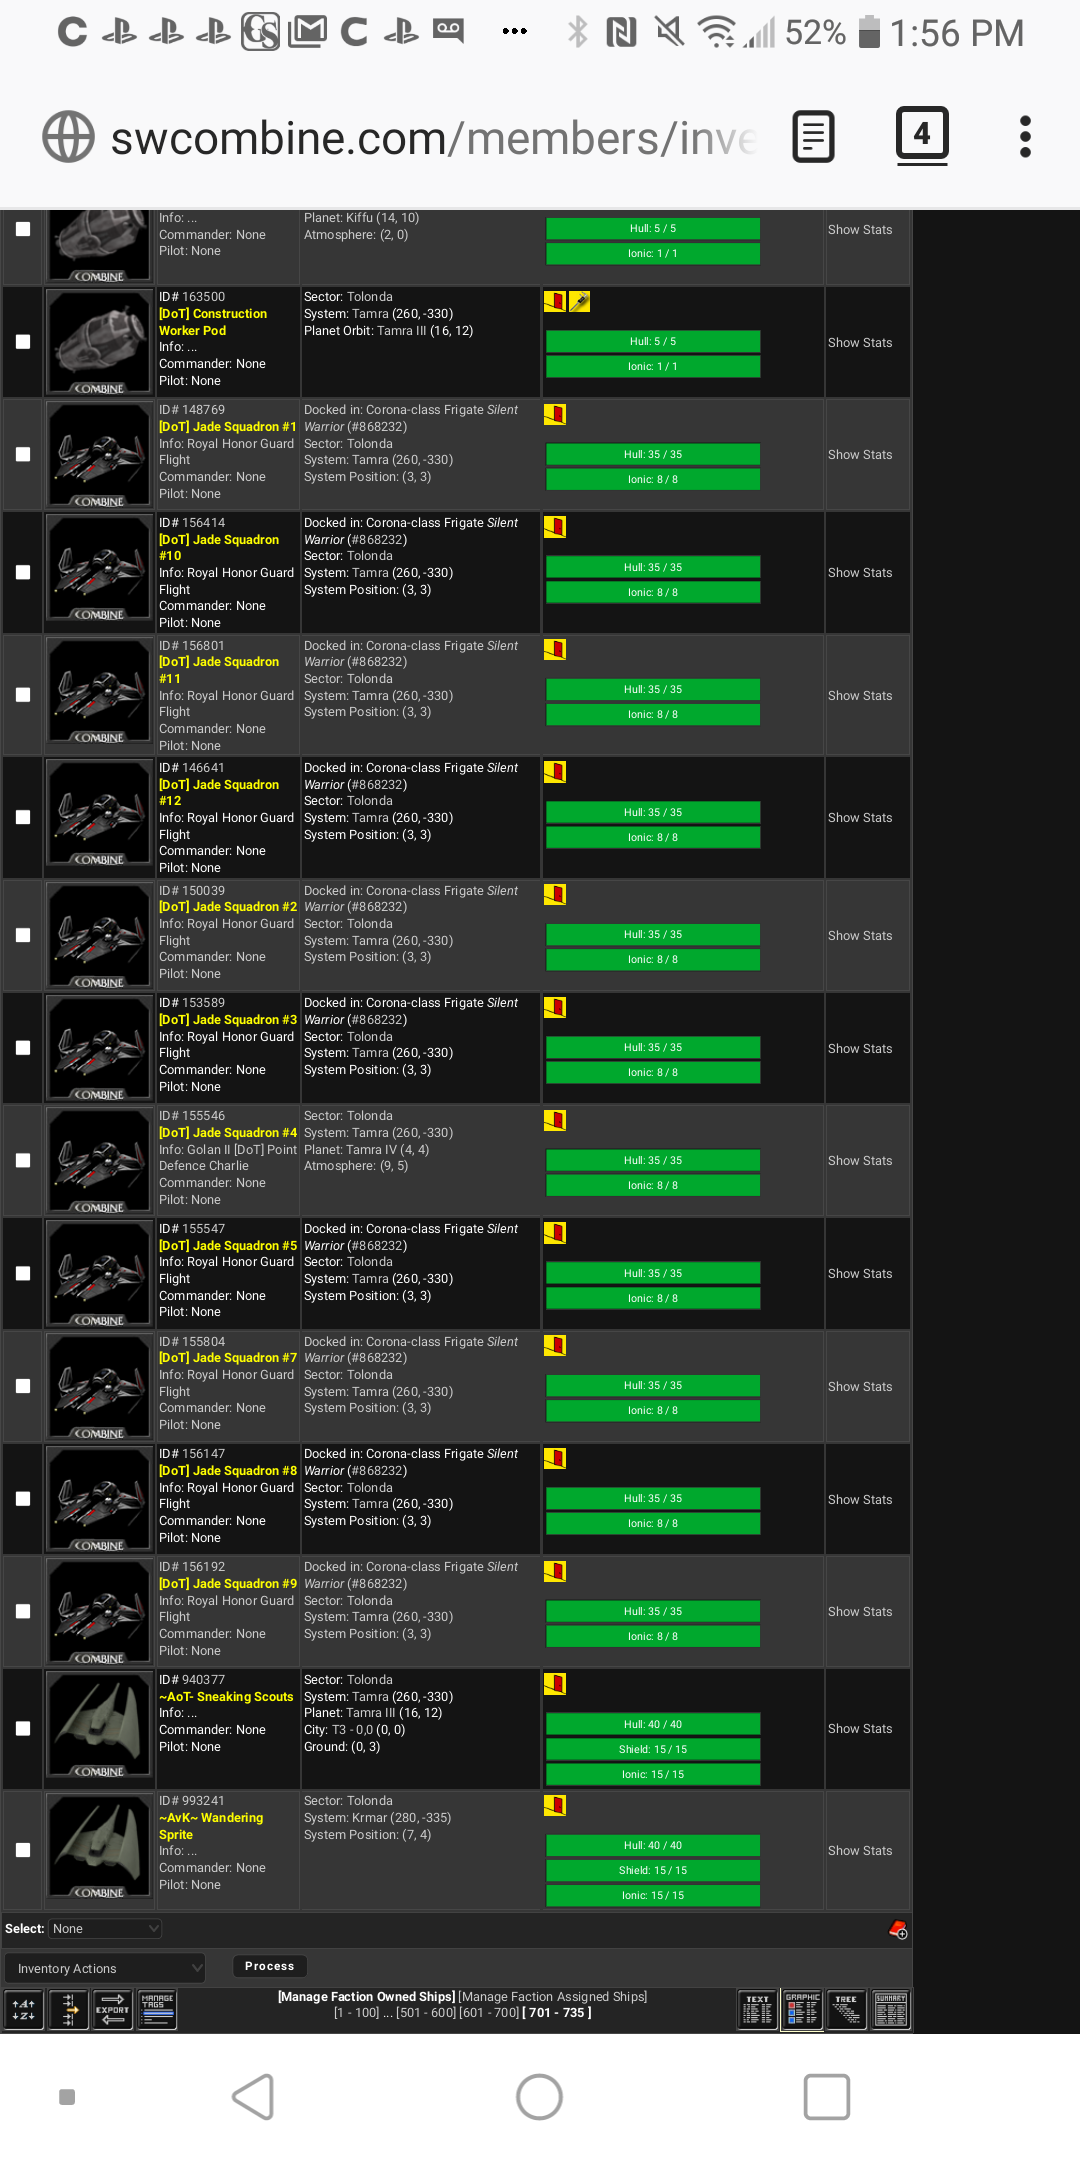 52% 1:56 PM
swcombine.com/members/inve
4
Info: ...
Commander: None
Pilot: None
Planet: Kiffu (14, 10)
Atmosphere: (2, 0)
Hull: 5 / 5
Ionic: 1 / 1
Show Stats
COMBINE
ID# 163500
[DoT] Construction
Worker Pod
Info: ...
Commander: None
Pilot: None
Sector: Tolonda
System: Tamra (260, -330)
Planet Orbit: Tamra III (16, 12)
Hull: 5 / 5
Ionic: 1 / 1
Show Stats
COMBINE
ID# 148769
[DoT] Jade Squadron #1
Info: Royal Honor Guard
Flight
Commander: None
Pilot: None
Docked in: Corona-class Frigate Silent
Warrior (#868232)
Sector: Tolonda
System: Tamra (260, -330)
System Position: (3, 3)
Hull: 35 / 35
Ionic: 8 / 8
Show Stats
COMBINE
ID# 156414
[DoT] Jade Squadron
#10
Info: Royal Honor Guard
Flight
Commander: None
Pilot: None
Docked in: Corona-class Frigate Silent
Warrior (#868232)
Sector: Tolonda
System: Tamra (260, -330)
System Position: (3, 3)
Hull: 35 / 35
Ionic: 8 / 8
Show Stats
COMBINE
ID# 156801
[DoT] Jade Squadron
#11
Info: Royal Honor Guard
Flight
Commander: None
Pilot: None
Docked in: Corona-class Frigate Silent
Warrior (#868232)
Sector: Tolonda
System: Tamra (260, -330)
System Position: (3, 3)
Hull: 35 / 35
Ionic: 8 / 8
Show Stats
COMBINE
ID# 146641
[DoT] Jade Squadron
#12
Info: Royal Honor Guard
Flight
Commander: None
Pilot: None
Docked in: Corona-class Frigate Silent
Warrior (#868232)
Sector: Tolonda
System: Tamra (260, -330)
System Position: (3, 3)
Hull: 35 / 35
Ionic: 8 / 8
Show Stats
COMBINE
ID# 150039
[DoT] Jade Squadron #2
Info: Royal Honor Guard
Flight
Commander: None
Pilot: None
Docked in: Corona-class Frigate Silent
Warrior (#868232)
Sector: Tolonda
System: Tamra (260, -330)
System Position: (3, 3)
Hull: 35 / 35
Ionic: 8 / 8
Show Stats
COMBINE
ID# 153589
[DoT] Jade Squadron #3
Info: Royal Honor Guard
Flight
Commander: None
Pilot: None
Docked in: Corona-class Frigate Silent
Warrior (#868232)
Sector: Tolonda
System: Tamra (260, -330)
System Position: (3, 3)
Hull: 35 / 35
Ionic: 8 / 8
Show Stats
COMBINE
ID# 155546
[DoT] Jade Squadron #4
Info: Golan II [DoT] Point
Defence Charlie
Commander: None
Pilot: None
Sector: Tolonda
System: Tamra (260, -330)
Planet: Tamra IV (4, 4)
Atmosphere: (9, 5)
Hull: 35 / 35
Ionic: 8 / 8
Show Stats
COMBINE
ID# 155547
[DoT] Jade Squadron #5
Info: Royal Honor Guard
Flight
Commander: None
Pilot: None
Docked in: Corona-class Frigate Silent
Warrior (#868232)
Sector: Tolonda
System: Tamra (260, -330)
System Position: (3, 3)
Hull: 35 / 35
Ionic: 8 / 8
Show Stats
COMBINE
ID# 155804
[DoT] Jade Squadron #7
Info: Royal Honor Guard
Flight
Commander: None
Pilot: None
Docked in: Corona-class Frigate Silent
Warrior (#868232)
Sector: Tolonda
System: Tamra (260, -330)
System Position: (3, 3)
Hull: 35 / 35
Ionic: 8 / 8
Show Stats
COMBINE
ID# 156147
[DoT] Jade Squadron #8
Info: Royal Honor Guard
Flight
Commander: None
Pilot: None
Docked in: Corona-class Frigate Silent
Warrior (#868232)
Sector: Tolonda
System: Tamra (260, -330)
System Position: (3, 3)
Hull: 35 / 35
Ionic: 8 / 8
Show Stats
COMBINE
ID# 156192
[DoT] Jade Squadron #9
Info: Royal Honor Guard
Flight
Commander: None
Pilot: None
Docked in: Corona-class Frigate Silent
Warrior (#868232)
Sector: Tolonda
System: Tamra (260, -330)
System Position: (3, 3)
Hull: 35 / 35
Ionic: 8 / 8
Show Stats
COMBINE
ID# 940377
~AoT- Sneaking Scouts
Info: ...
Commander: None
Pilot: None
Sector: Tolonda
System: Tamra (260, -330)
Planet: Tamra III (16, 12)
City: T3 - 0,0 (0, 0)
Ground: (0, 3)
Hull: 40 / 40
Shield: 15 / 15
Ionic: 15 / 15
Show Stats
COMBINE
ID# 993241
~AvK~ Wandering
Sprite
Info: ...
Commander: None
Pilot: None
Sector: Tolonda
System: Krmar (280, -335)
System Position: (7, 4)
Hull: 40 / 40
Shield: 15 / 15
Ionic: 15 / 15
Show Stats
COMBINE
Select: None
Inventory Actions
Process
A
Z
EXPORT
MANAGE
TAGS
[Manage Faction Owned Ships] [Manage Faction Assigned Ships]
[1 - 100] ... [501 - 600] [601 - 700] [ 701 - 735 ]
TEXT
GRAPHIC
TREE
SUMMARY